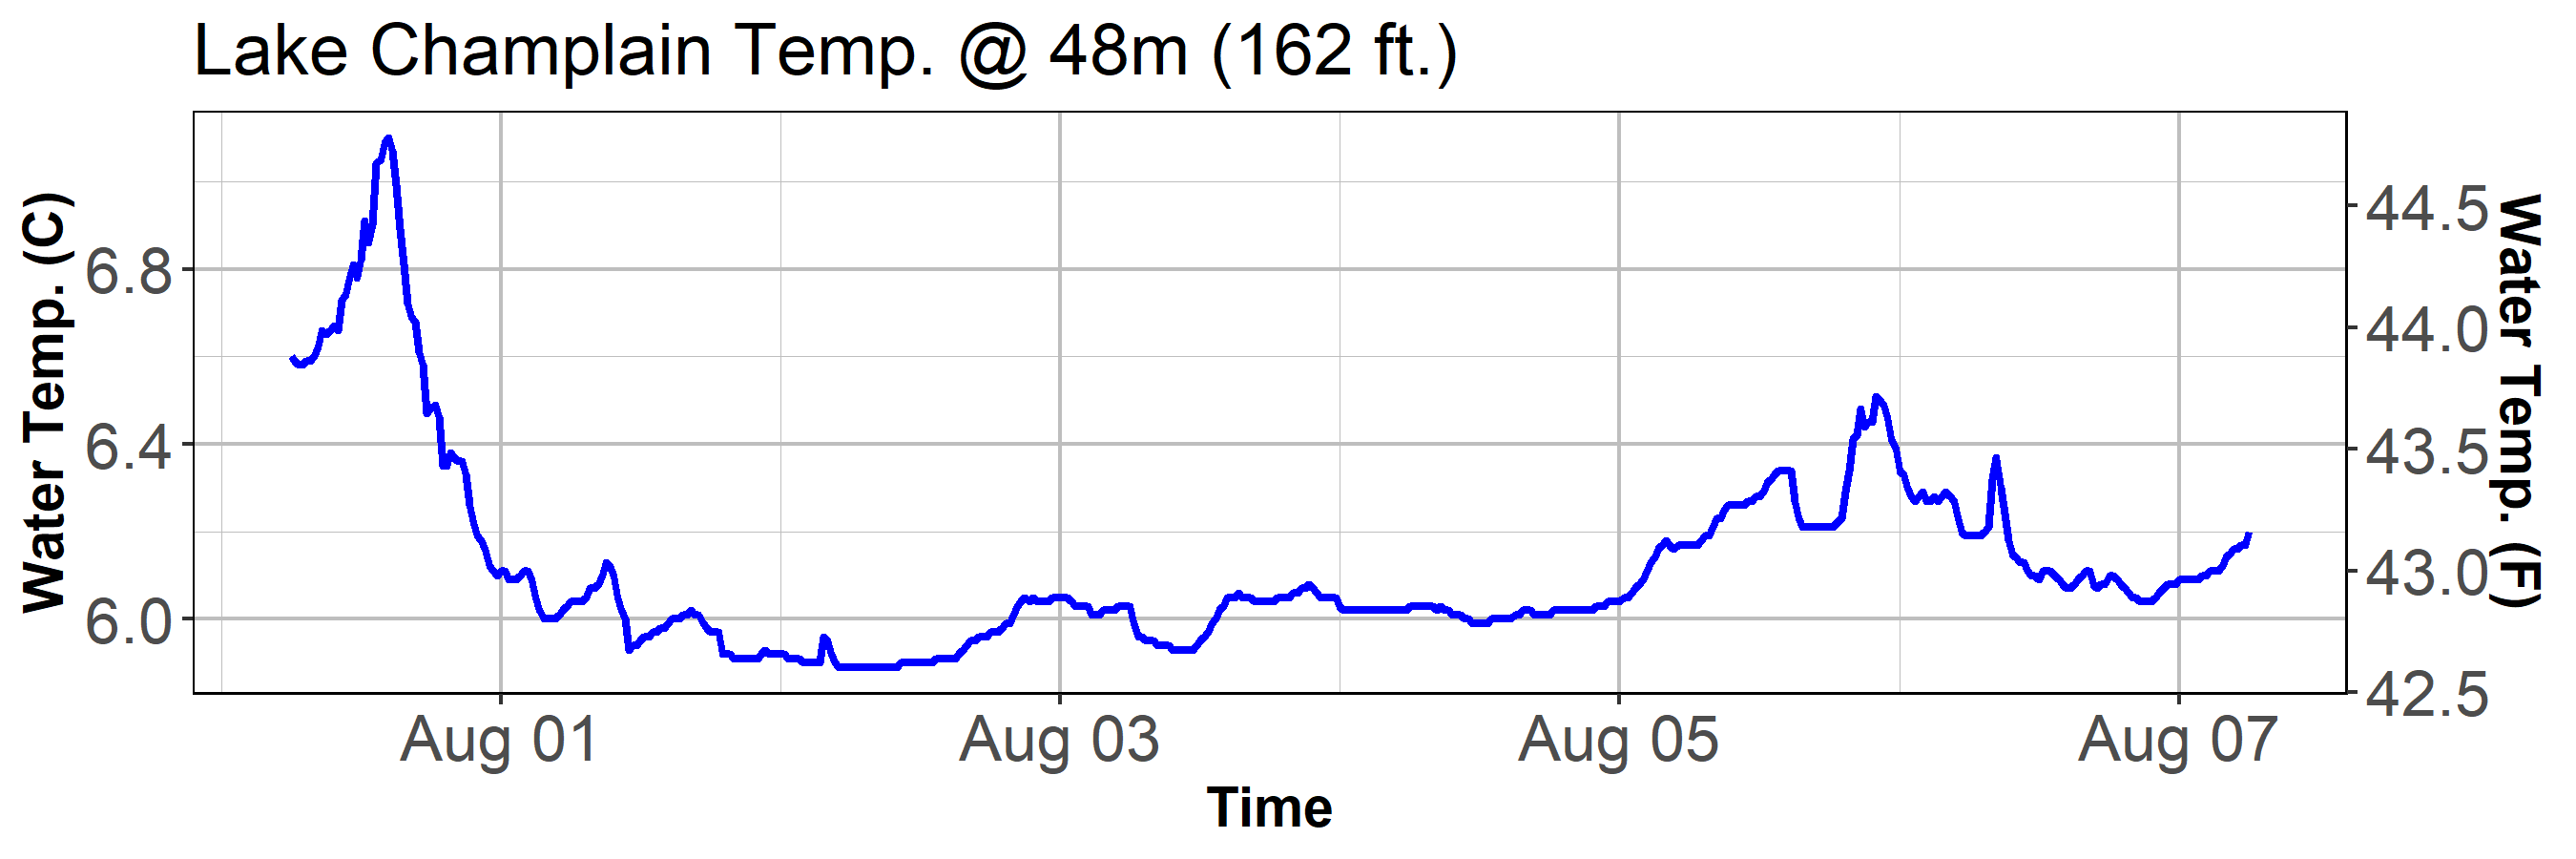 Lake Champlain Temp. @ 48m (162 ft.)
Water Temp. (C)
6.8
6.4
6.0
44.5
44.0
43.5
43.0
42.5
Water Temp. (F)
Aug 01
Aug 03
Aug 05
Aug 07
Time